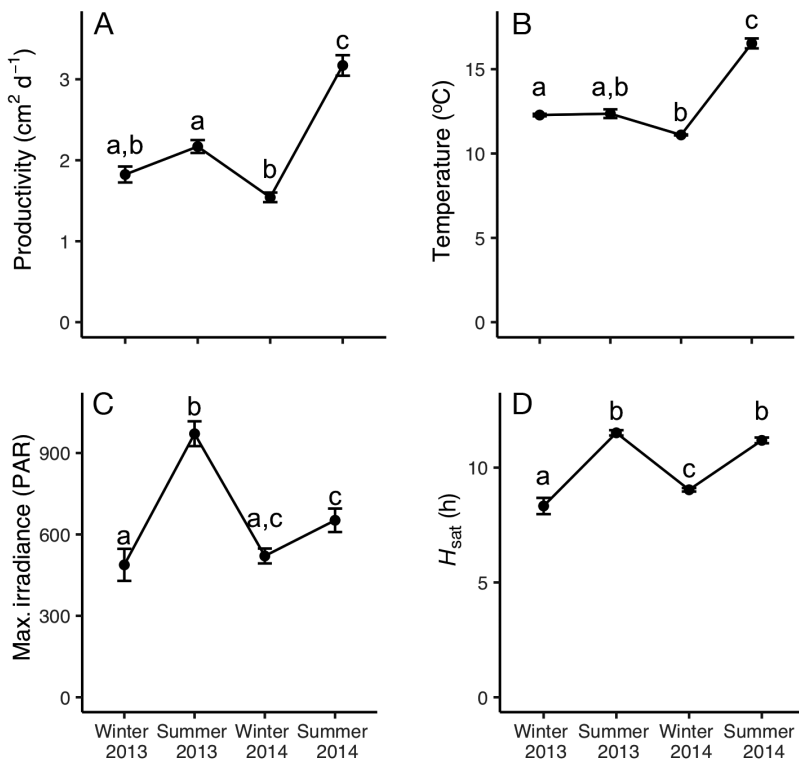 A
Productivity (cm² d⁻¹)
3
2
1
0
a,b
a
b
c
B
Temperature (ºC)
15
10
5
0
a
a,b
b
c
C
Max. irradiance (PAR)
900
600
300
0
a
b
a,c
c
Winter
2013
Summer
2013
Winter
2014
Summer
2014
D
Hsat (h)
10
5
0
a
b
c
b
Winter
2013
Summer
2013
Winter
2014
Summer
2014